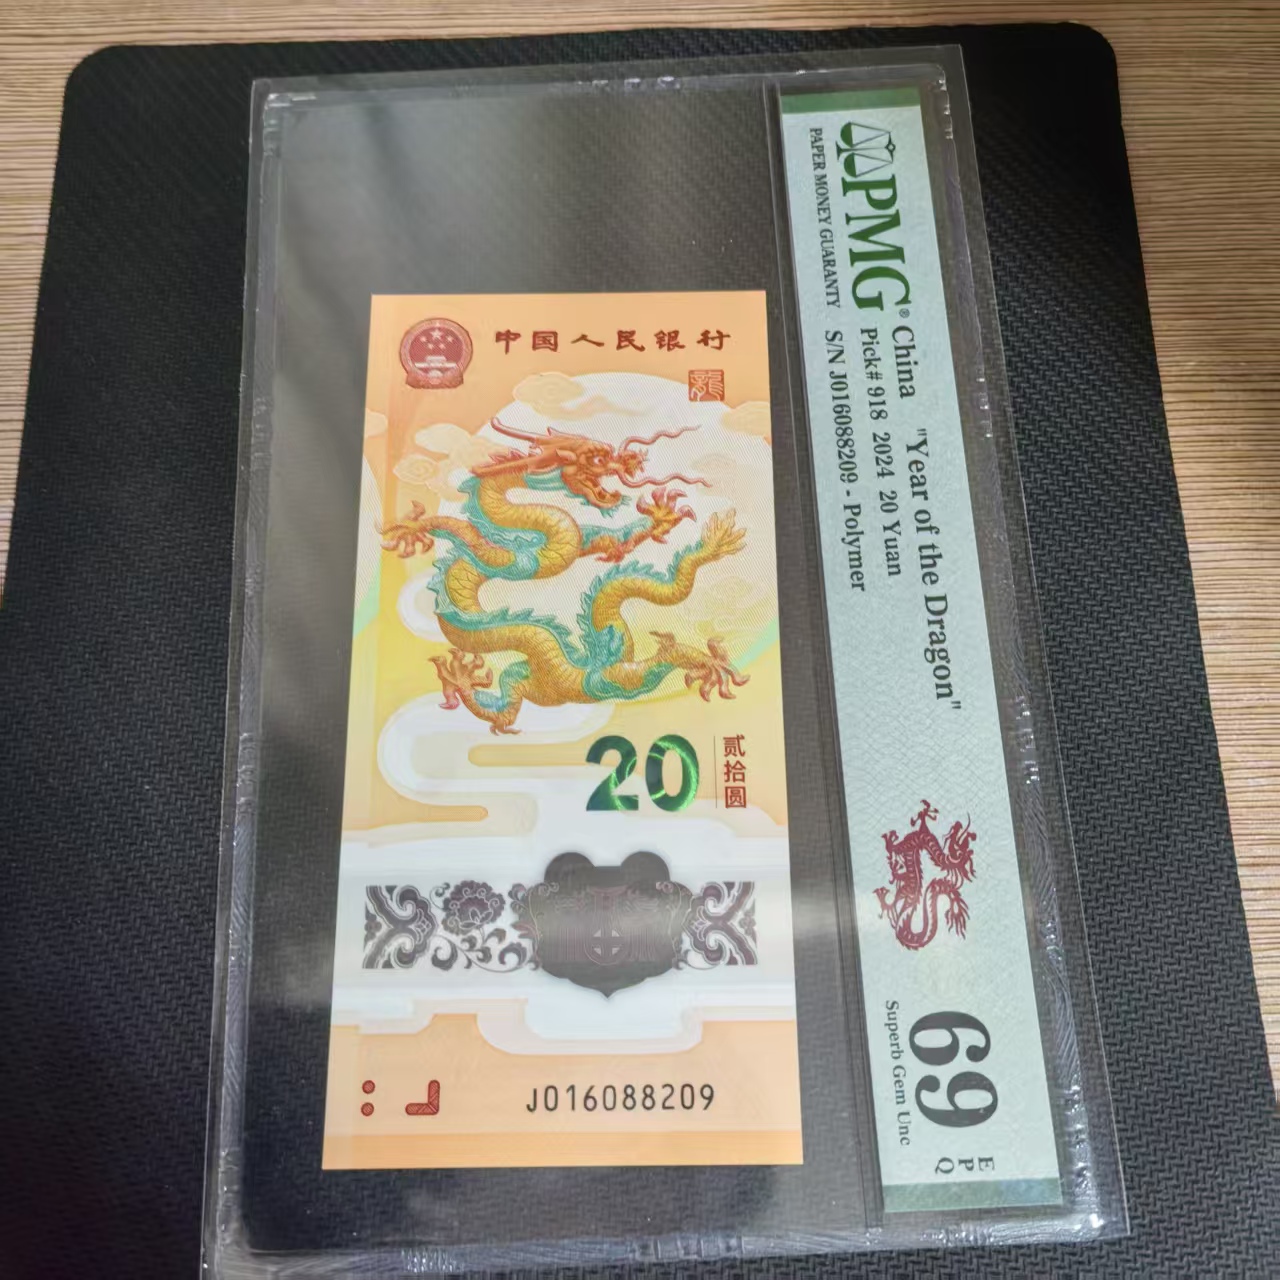 中国人民银行
龍
20
贰拾圆
J016088209
PMG®
PAPER MONEY GUARANTY
China "Year of the Dragon"
Pick# 918 2024 20 Yuan
S/N J016088209 - Polymer
69
EPQ
Superb Gem Unc